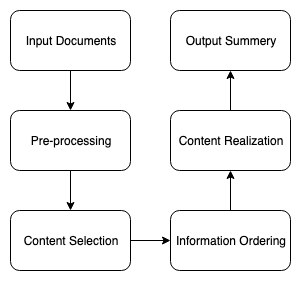 Input Documents
Pre-processing
Content Selection
Information Ordering
Content Realization
Output Summery